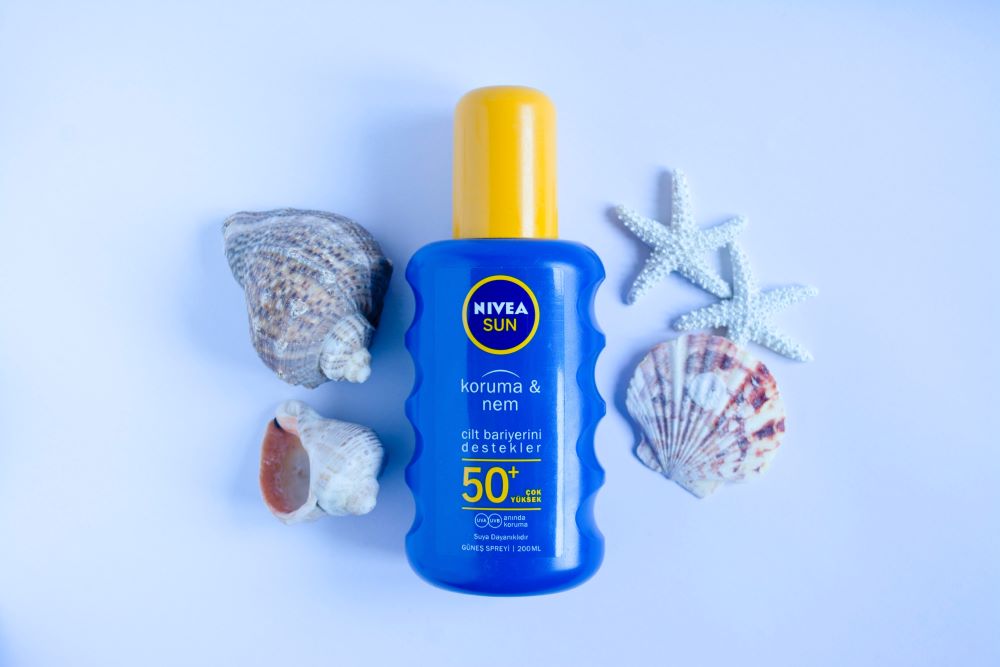 NIVEA
SUN
koruma &
nem
cilt bariyerini
destekler
50+ ÇOK
YÜKSEK
UVA UVB anında
koruma
Suya Dayanıklıdır
GÜNEŞ SPREYİ | 200ML